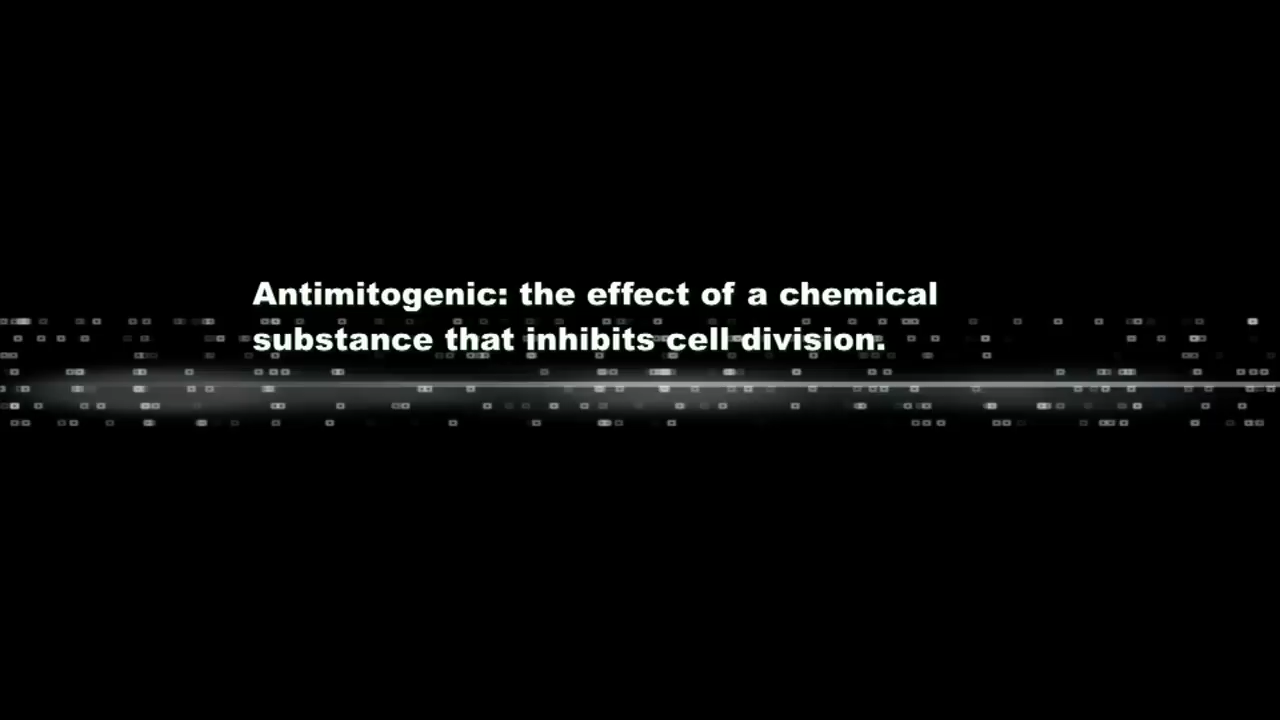 Antimitogenic: the effect of a chemical
substance that inhibits cell division.